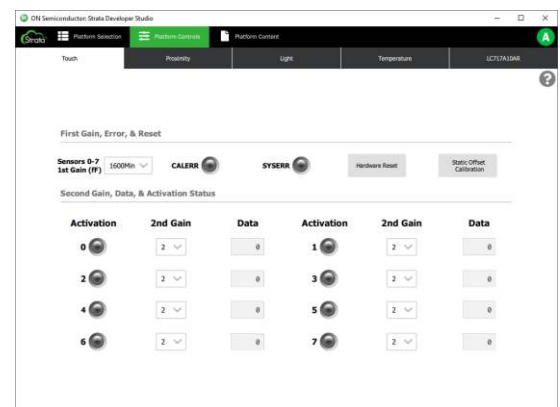 ON Semiconductor: Strata Developer Studio
Strata Platform Selection Platform Controls Platform Content A
Touch Proximity Light Temperature LC717A10AR
?
First Gain, Error, & Reset
Sensors 0-7
1st Gain (fF) 1600Min CALERR SYSERR Hardware Reset Static Offset
Calibration
Second Gain, Data, & Activation Status
Activation 2nd Gain Data Activation 2nd Gain Data
0 2 0 1 2 0
2 2 0 3 2 0
4 2 0 5 2 0
6 2 0 7 2 0